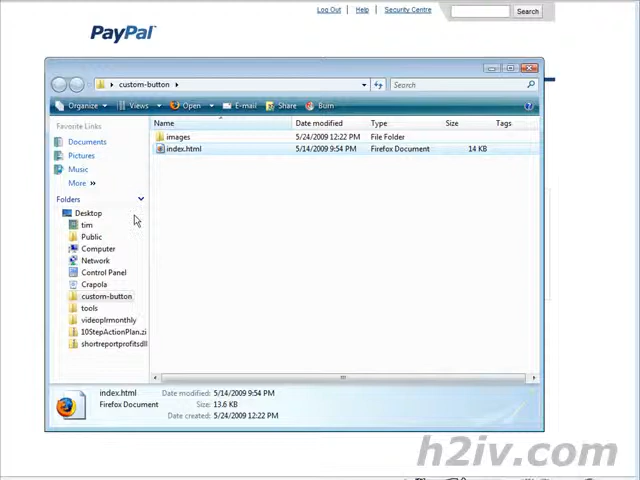 Log Out | Help | Security Centre Search
PayPal
custom-button Search
Organize Views Open E-mail Share Burn
Favorite Links
Documents
Pictures
Music
More »
Folders
Desktop
tim
Public
Computer
Network
Control Panel
Crapola
custom-button
tools
videoplrmonthly
10StepActionPlan.zi
shortreportprofitsdll
Name Date modified Type Size Tags
images 5/24/2009 12:22 PM File Folder
index.html 5/14/2009 9:54 PM Firefox Document 14 KB
index.html Date modified: 5/14/2009 9:54 PM
Firefox Document Size: 13.6 KB
Date created: 5/24/2009 12:22 PM
h2iv.com